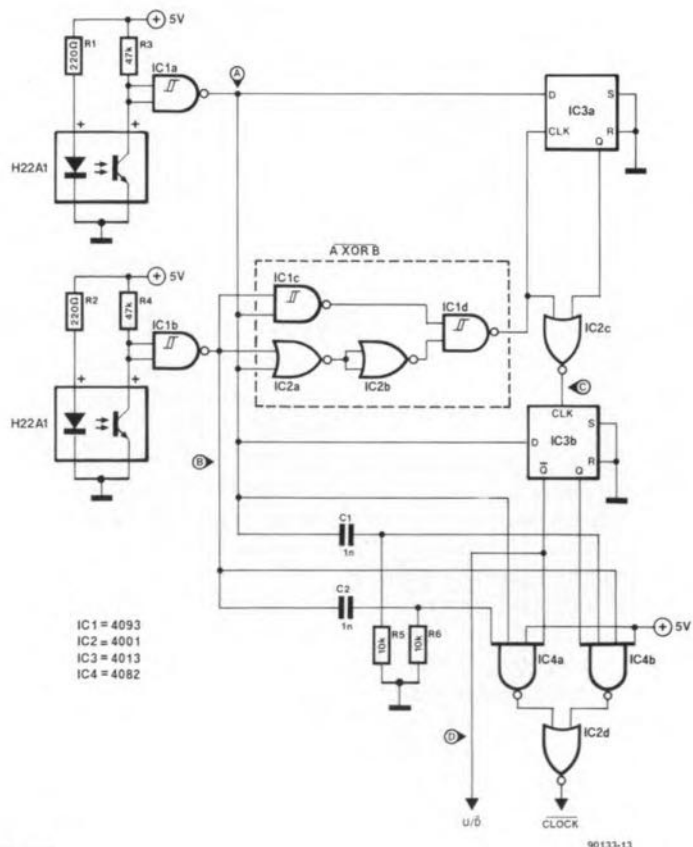 5V
R1
220Ω
R3
47k
IC1a
A
D
S
IC3a
CLK
R
Q
H22A1
A XOR B
5V
R2
220Ω
R4
47k
IC1b
IC1c
IC1d
IC2a
IC2b
IC2c
C
CLK
S
D
IC3b
R
Q̅
Q
H22A1
B
C1
1n
C2
1n
5V
R5
10k
R6
10k
IC4a
IC4b
IC1 = 4093
IC2 = 4001
IC3 = 4013
IC4 = 4082
IC2d
D
U/D̅
C̅L̅O̅C̅K̅
90133-13